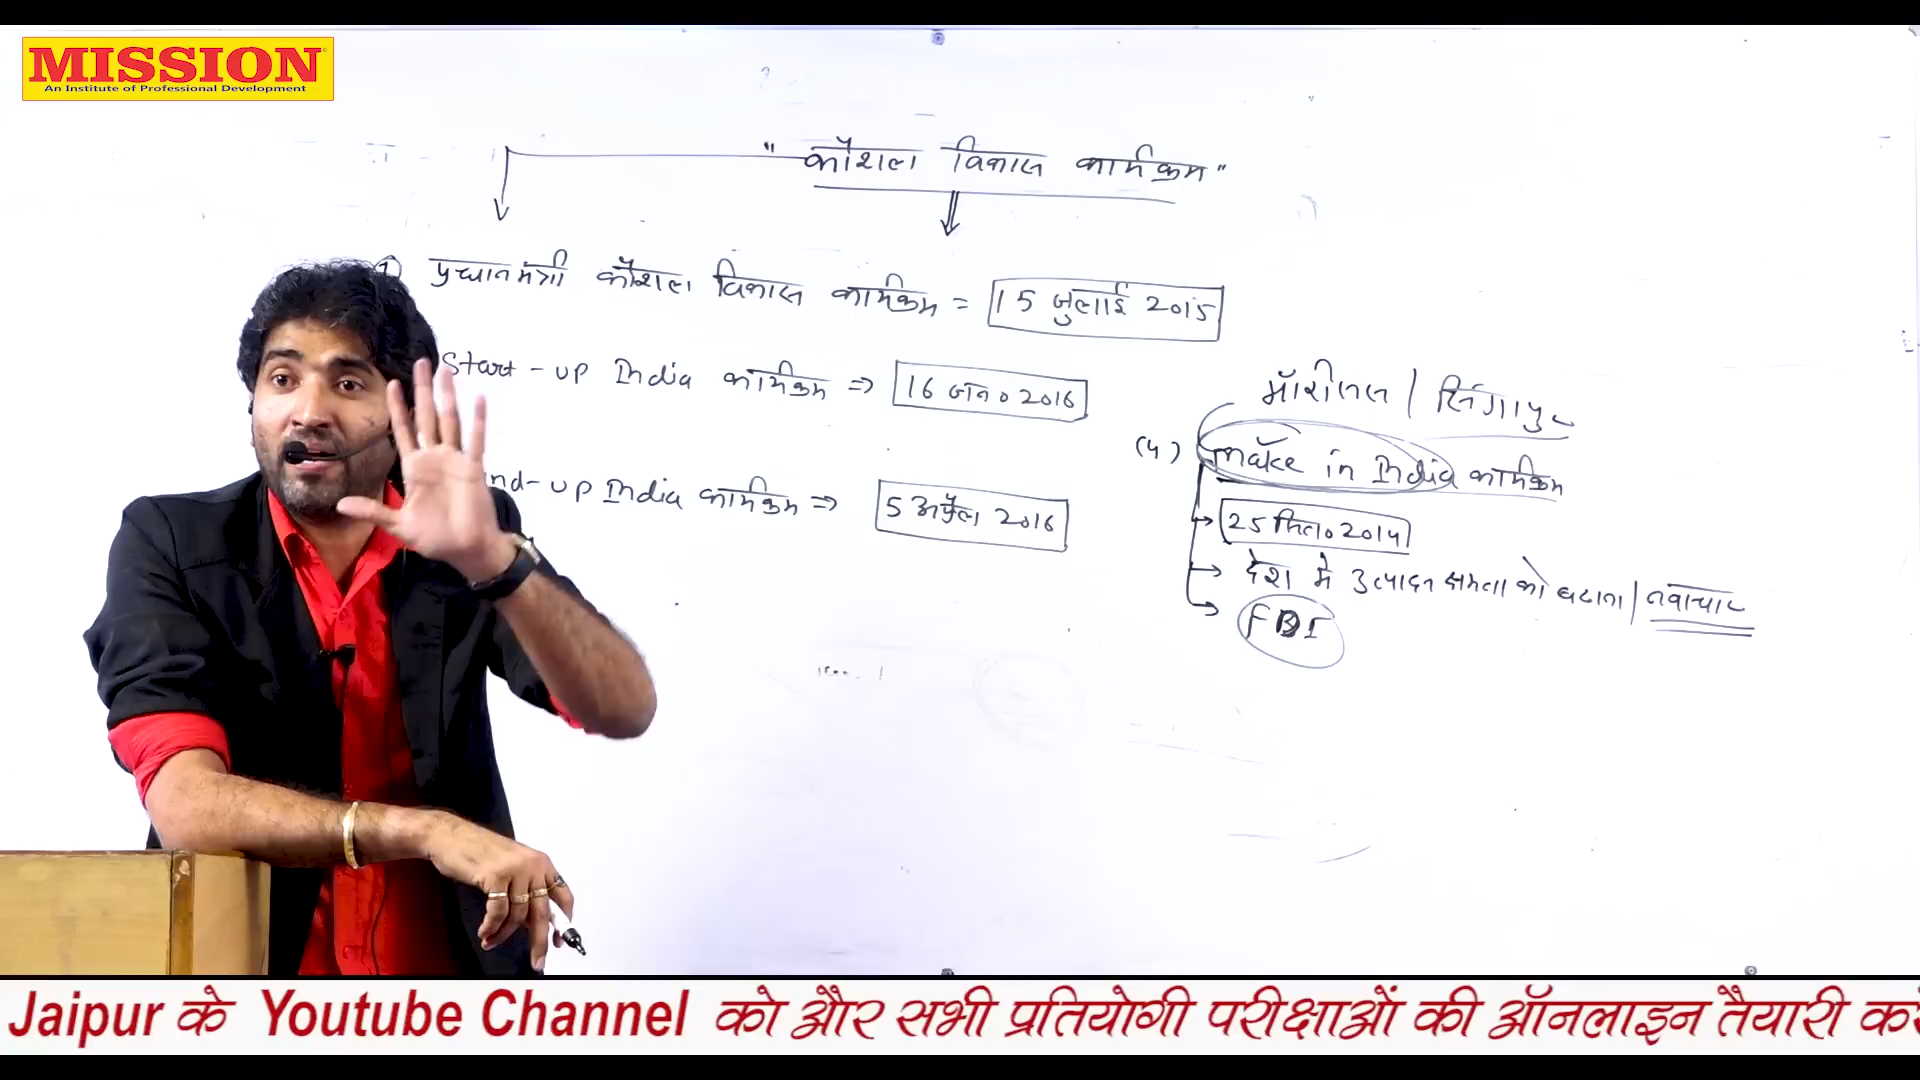 MISSION
An Institute of Professional Development
" कौशल विकास कार्यक्रम "
1 प्रधानमंत्री कौशल विकास कार्यक्रम = 15 जुलाई 2015
Start-up India कार्यक्रम ⇒ 16 जन० 2016
nd-up India कार्यक्रम ⇒ 5 अप्रैल 2016
मॉरीशस / सिंगापुर
(4) make in India कार्यक्रम
→ 25 सित० 2014
→ देश मे उत्पादन क्षमता को / नवाचार
→ FDI
Jaipur के Youtube Channel को और सभी प्रतियोगी परीक्षाओं की ऑनलाइन तैयारी करे